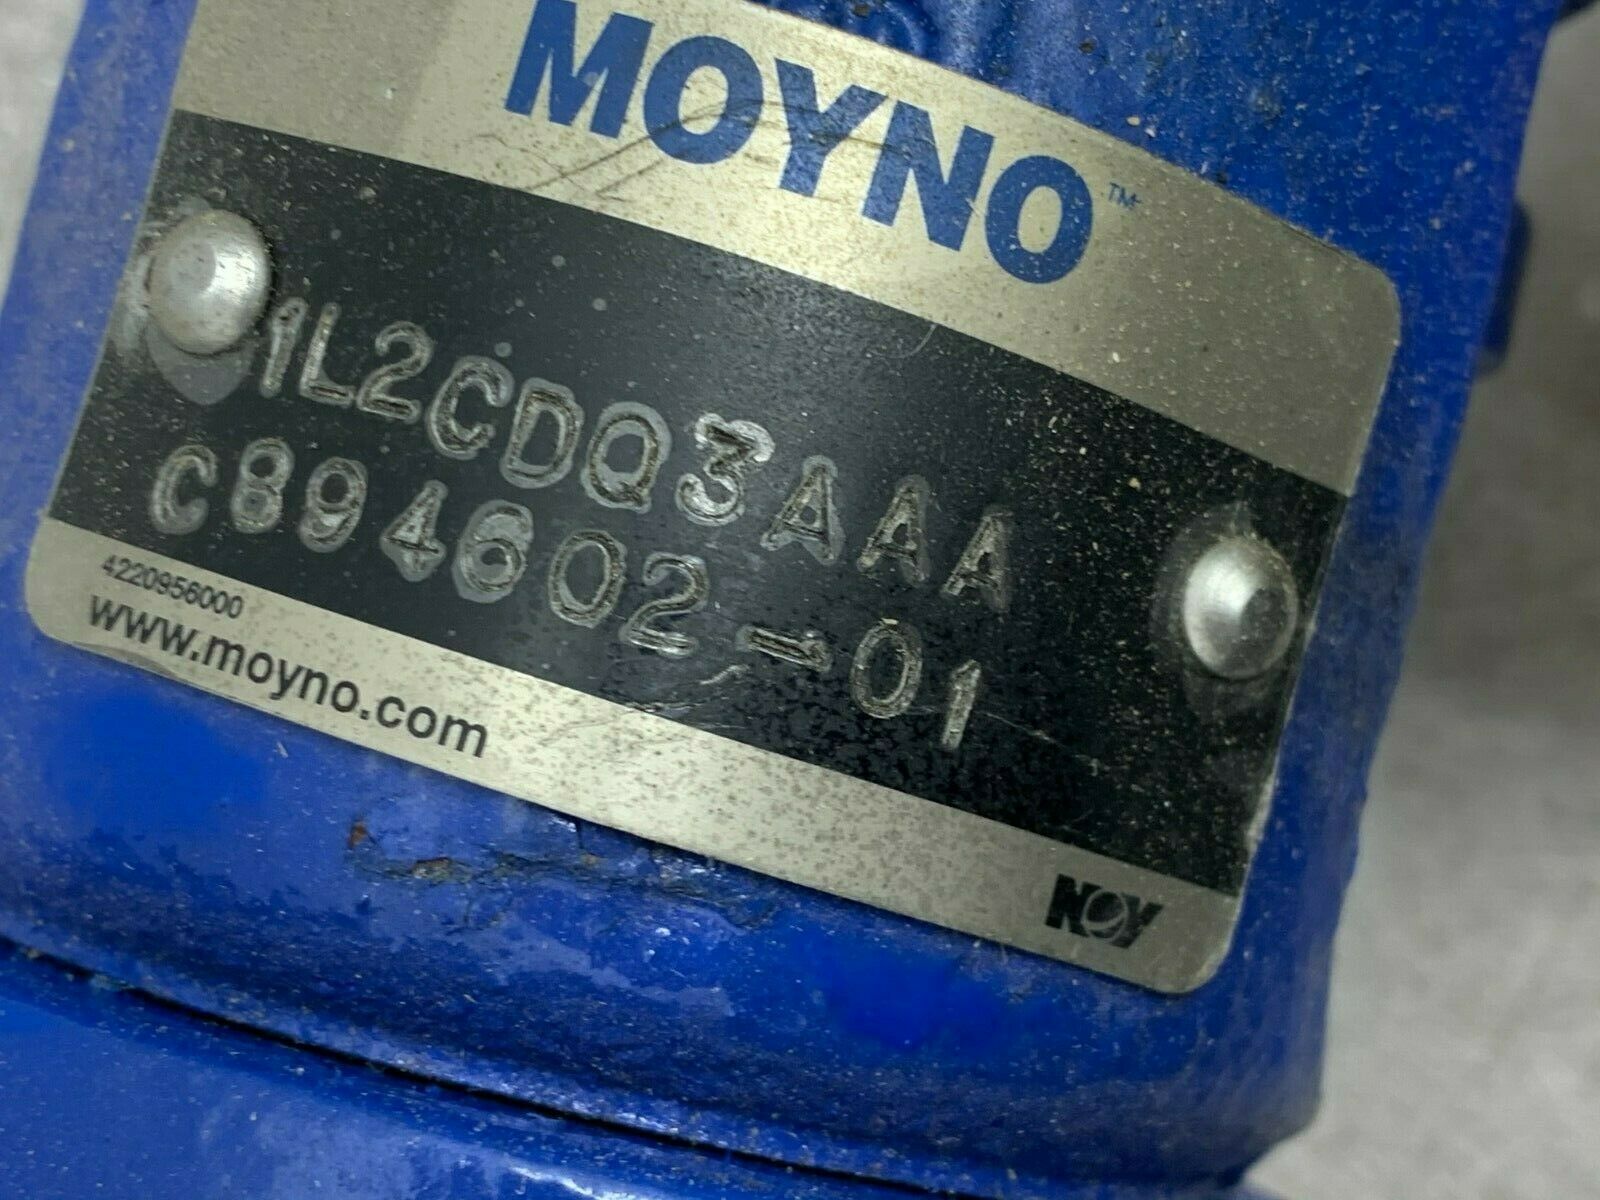 MOYNO™
1L2CDQ3AAA
C894602-01
4220956000
www.moyno.com
NOV